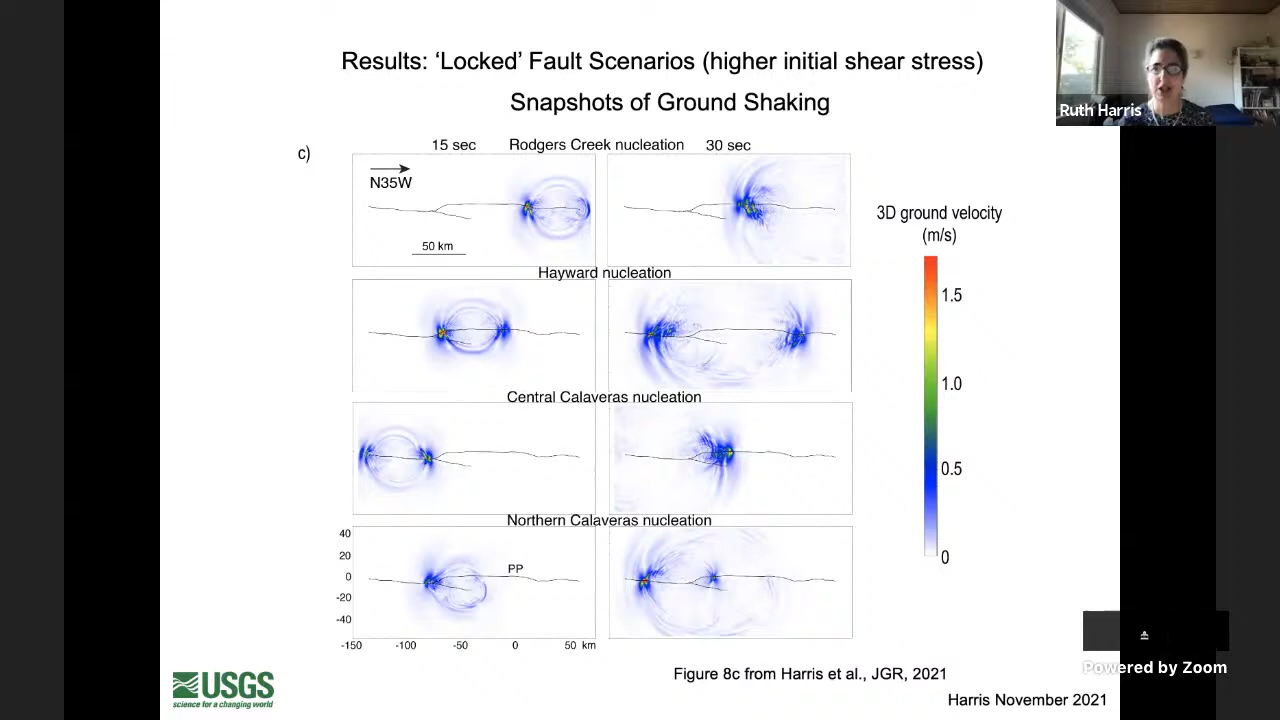 Results: ‘Locked’ Fault Scenarios (higher initial shear stress)
Snapshots of Ground Shaking
Ruth Harris
c)
15 sec
Rodgers Creek nucleation
30 sec
N35W
50 km
Hayward nucleation
Central Calaveras nucleation
Northern Calaveras nucleation
40
20
0
-20
-40
PP
-150
-100
-50
0
50 km
3D ground velocity
(m/s)
1.5
1.0
0.5
0
Figure 8c from Harris et al., JGR, 2021
Harris November 2021
USGS
science for a changing world
Powered by Zoom